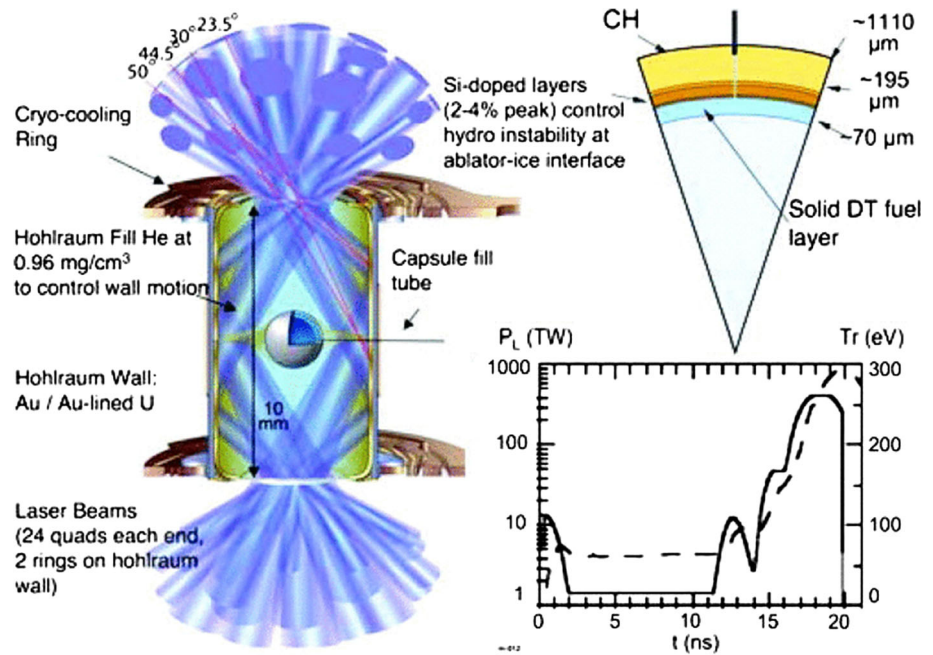 50°
44.5°
30°
23.5°
Cryo-cooling
Ring
Hohlraum Fill He at
0.96 mg/cm³
to control wall motion
Hohlraum Wall:
Au / Au-lined U
Laser Beams
(24 quads each end,
2 rings on hohlraum
wall)
10
mm
Capsule fill
tube
Si-doped layers
(2-4% peak) control
hydro instability at
ablator-ice interface
CH
~1110
µm
~195
µm
~70 µm
Solid DT fuel
layer
P_L (TW)
Tr (eV)
1000
100
10
1
300
200
100
0
0
5
10
15
20
t (ns)